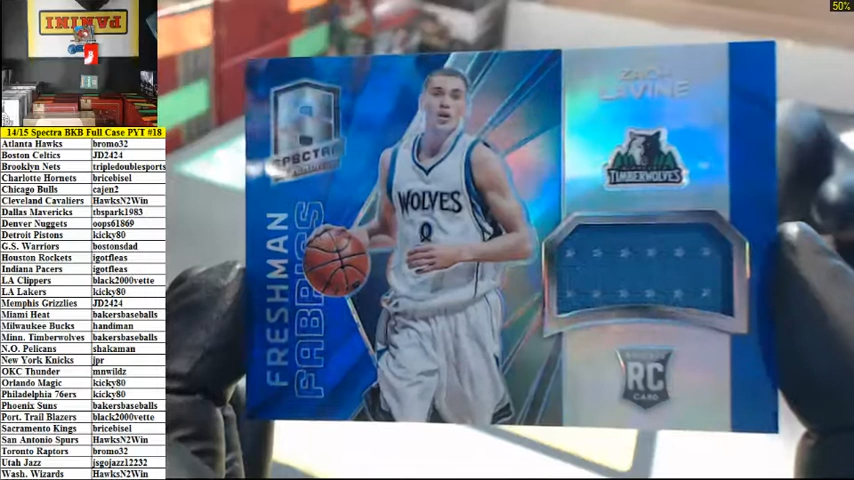 50%
PANINI
14/15 Spectra BKB Full Case PYT #18
Atlanta Hawks bromo32
Boston Celtics JD2424
Brooklyn Nets tripledoublesports
Charlotte Hornets bricebisel
Chicago Bulls cajen2
Cleveland Cavaliers HawksN2Win
Dallas Mavericks tbspark1983
Denver Nuggets oops61869
Detroit Pistons kicky80
G.S. Warriors bostonsdad
Houston Rockets igotfleas
Indiana Pacers igotfleas
LA Clippers black2000vette
LA Lakers kicky80
Memphis Grizzlies JD2424
Miami Heat bakersbaseballs
Milwaukee Bucks handiman
Minn. Timberwolves bakersbaseballs
N.O. Pelicans shakaman
New York Knicks jpr
OKC Thunder mnwildz
Orlando Magic kicky80
Philadelphia 76ers kicky80
Phoenix Suns bakersbaseballs
Port. Trail Blazers black2000vette
Sacramento Kings bricebisel
San Antonio Spurs HawksN2Win
Toronto Raptors bromo32
Utah Jazz jsgojazz12232
Wash. Wizards HawksN2Win
SPECTRA
FRESHMAN
FABRICS
WOLVES
8
ZACH
LAVINE
TIMBERWOLVES
RC
CARD